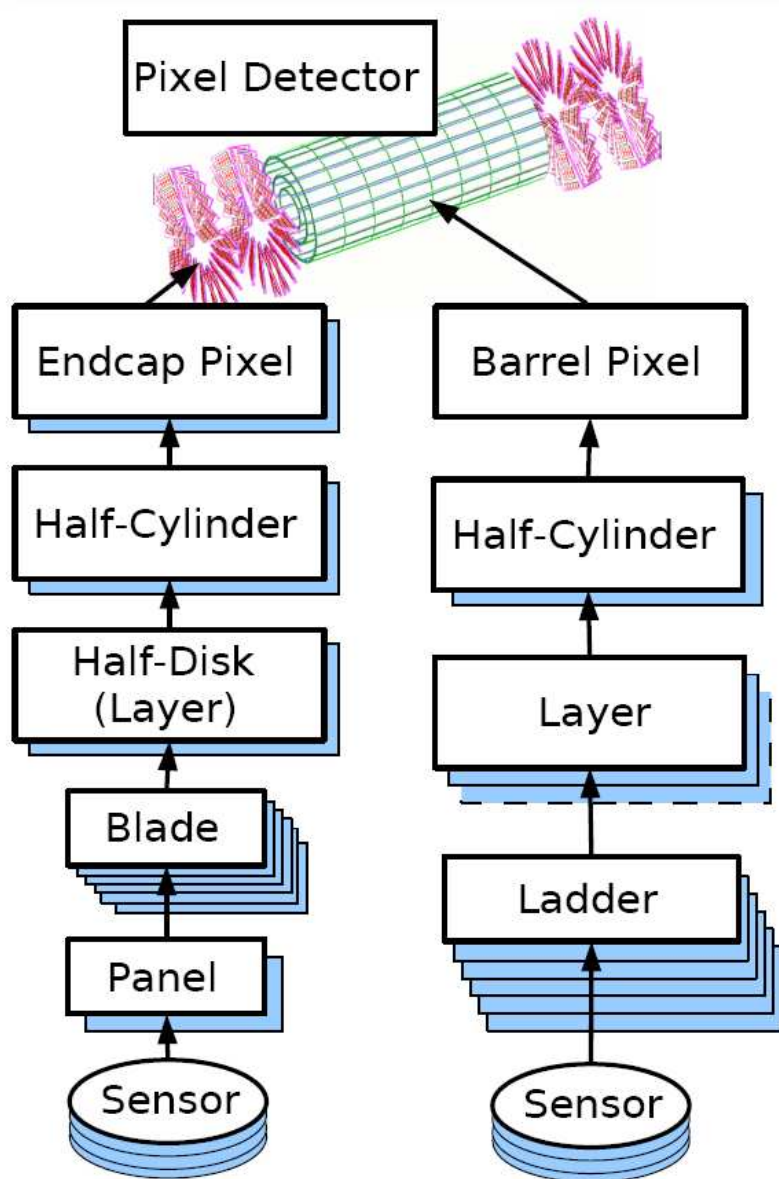 Pixel Detector
Endcap Pixel
Barrel Pixel
Half-Cylinder
Half-Cylinder
Half-Disk
(Layer)
Layer
Blade
Ladder
Panel
Sensor
Sensor